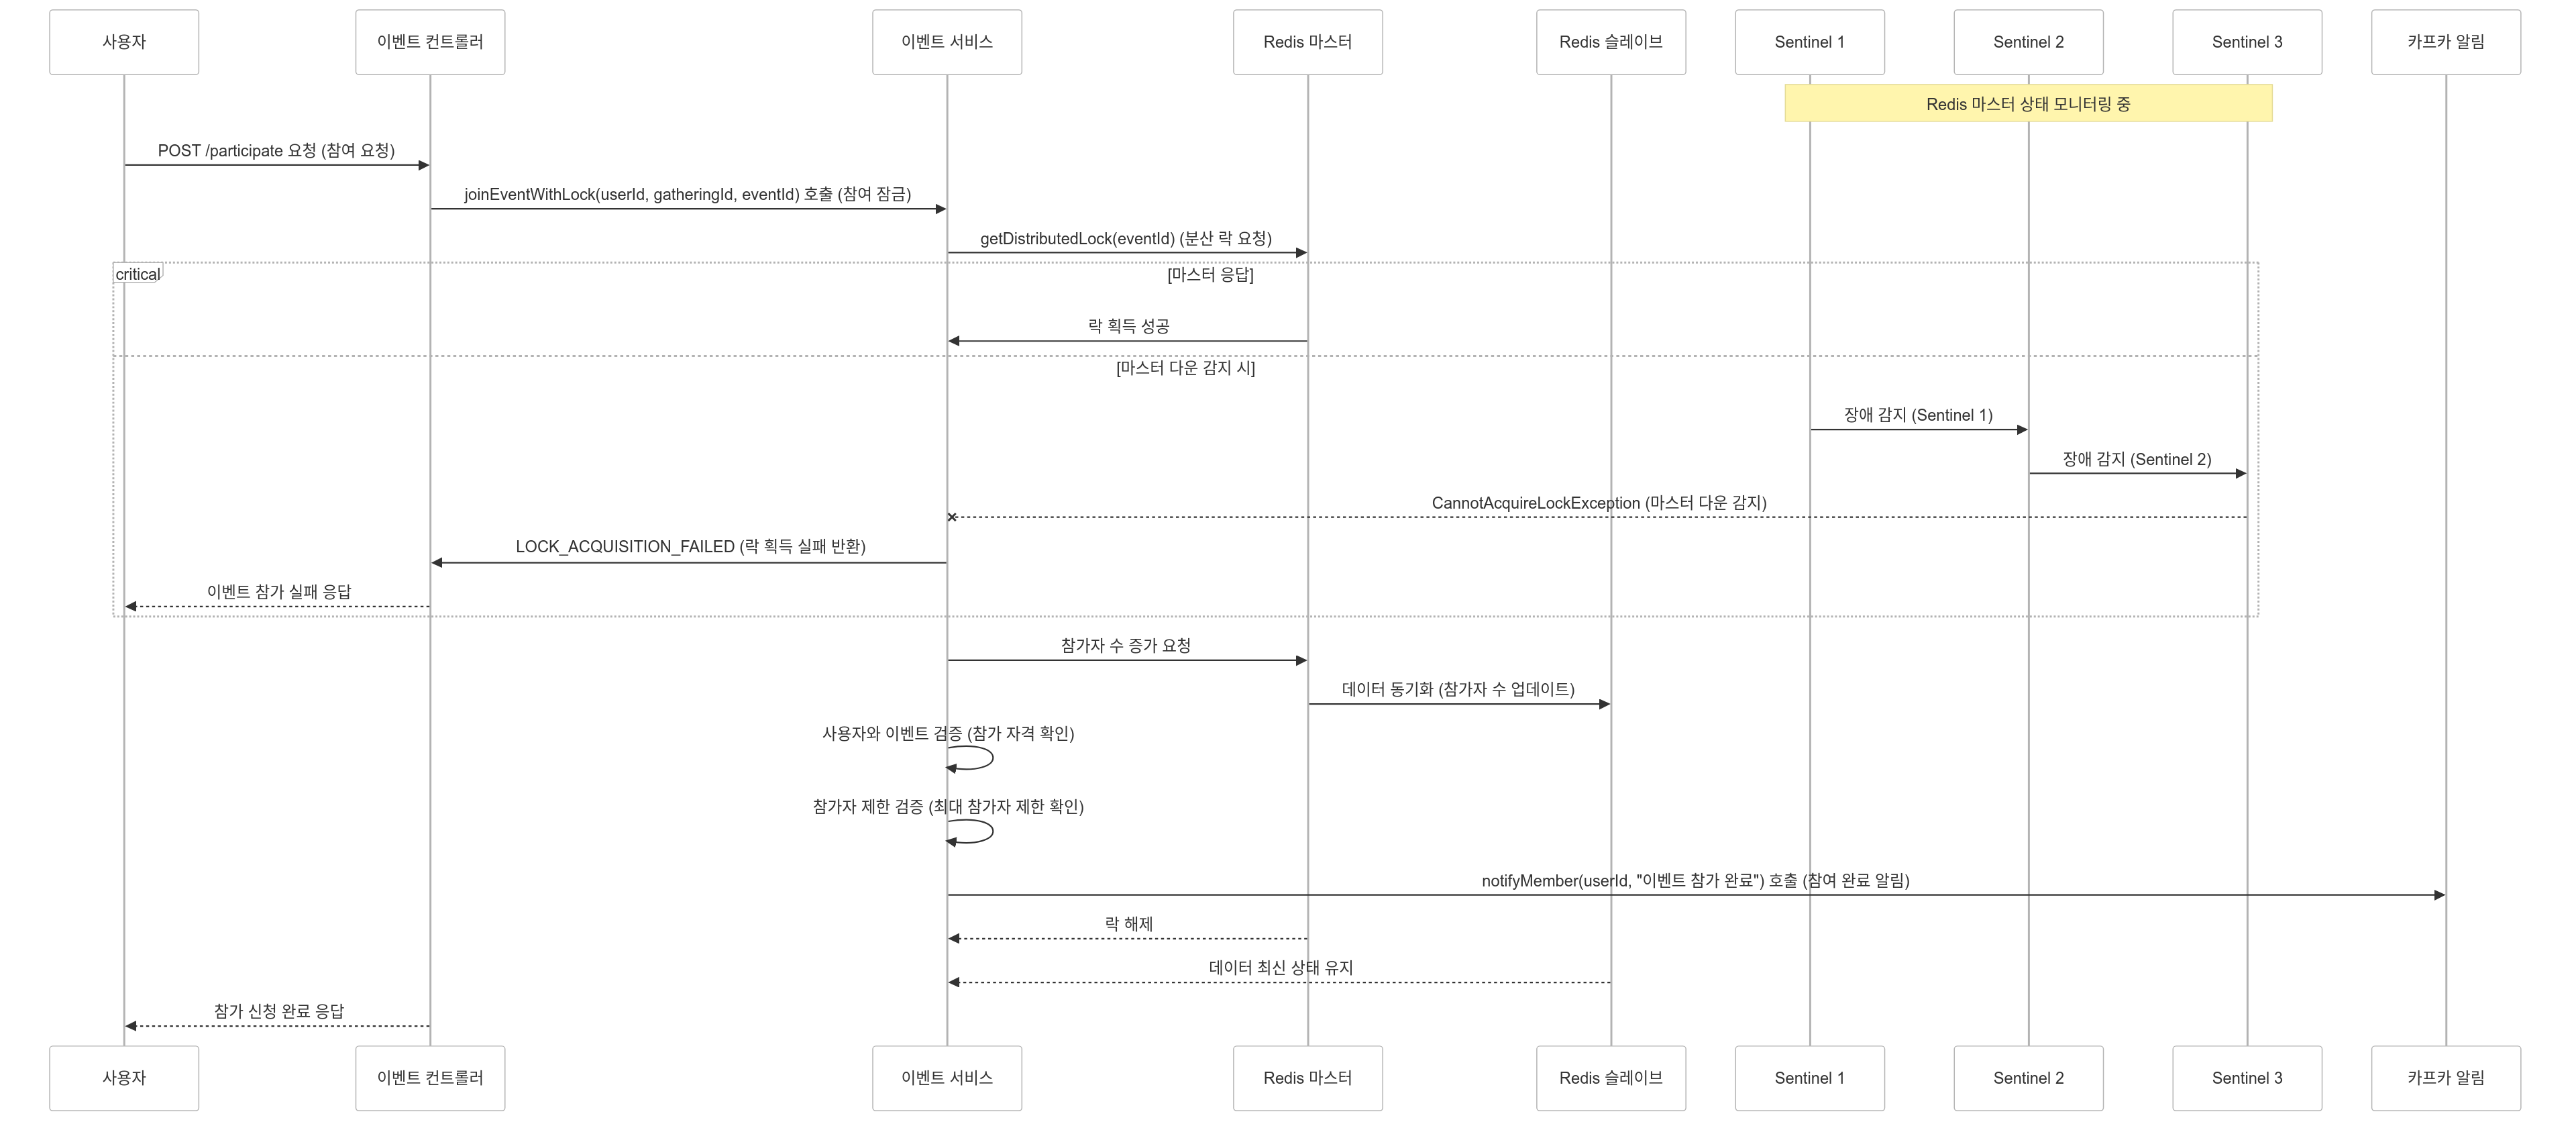 사용자
이벤트 컨트롤러
이벤트 서비스
Redis 마스터
Redis 슬레이브
Sentinel 1
Sentinel 2
Sentinel 3
카프카 알림
Redis 마스터 상태 모니터링 중
POST /participate 요청 (참여 요청)
joinEventWithLock(userId, gatheringId, eventId) 호출 (참여 잠금)
getDistributedLock(eventId) (분산 락 요청)
critical
[마스터 응답]
락 획득 성공
[마스터 다운 감지 시]
장애 감지 (Sentinel 1)
장애 감지 (Sentinel 2)
CannotAcquireLockException (마스터 다운 감지)
LOCK_ACQUISITION_FAILED (락 획득 실패 반환)
이벤트 참가 실패 응답
참가자 수 증가 요청
데이터 동기화 (참가자 수 업데이트)
사용자와 이벤트 검증 (참가 자격 확인)
참가자 제한 검증 (최대 참가자 제한 확인)
notifyMember(userId, "이벤트 참가 완료") 호출 (참여 완료 알림)
락 해제
데이터 최신 상태 유지
참가 신청 완료 응답
사용자
이벤트 컨트롤러
이벤트 서비스
Redis 마스터
Redis 슬레이브
Sentinel 1
Sentinel 2
Sentinel 3
카프카 알림